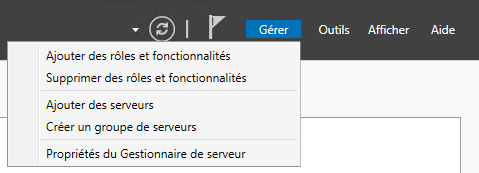 Gérer Outils Afficher Aide
Ajouter des rôles et fonctionnalités
Supprimer des rôles et fonctionnalités
Ajouter des serveurs
Créer un groupe de serveurs
Propriétés du Gestionnaire de serveur